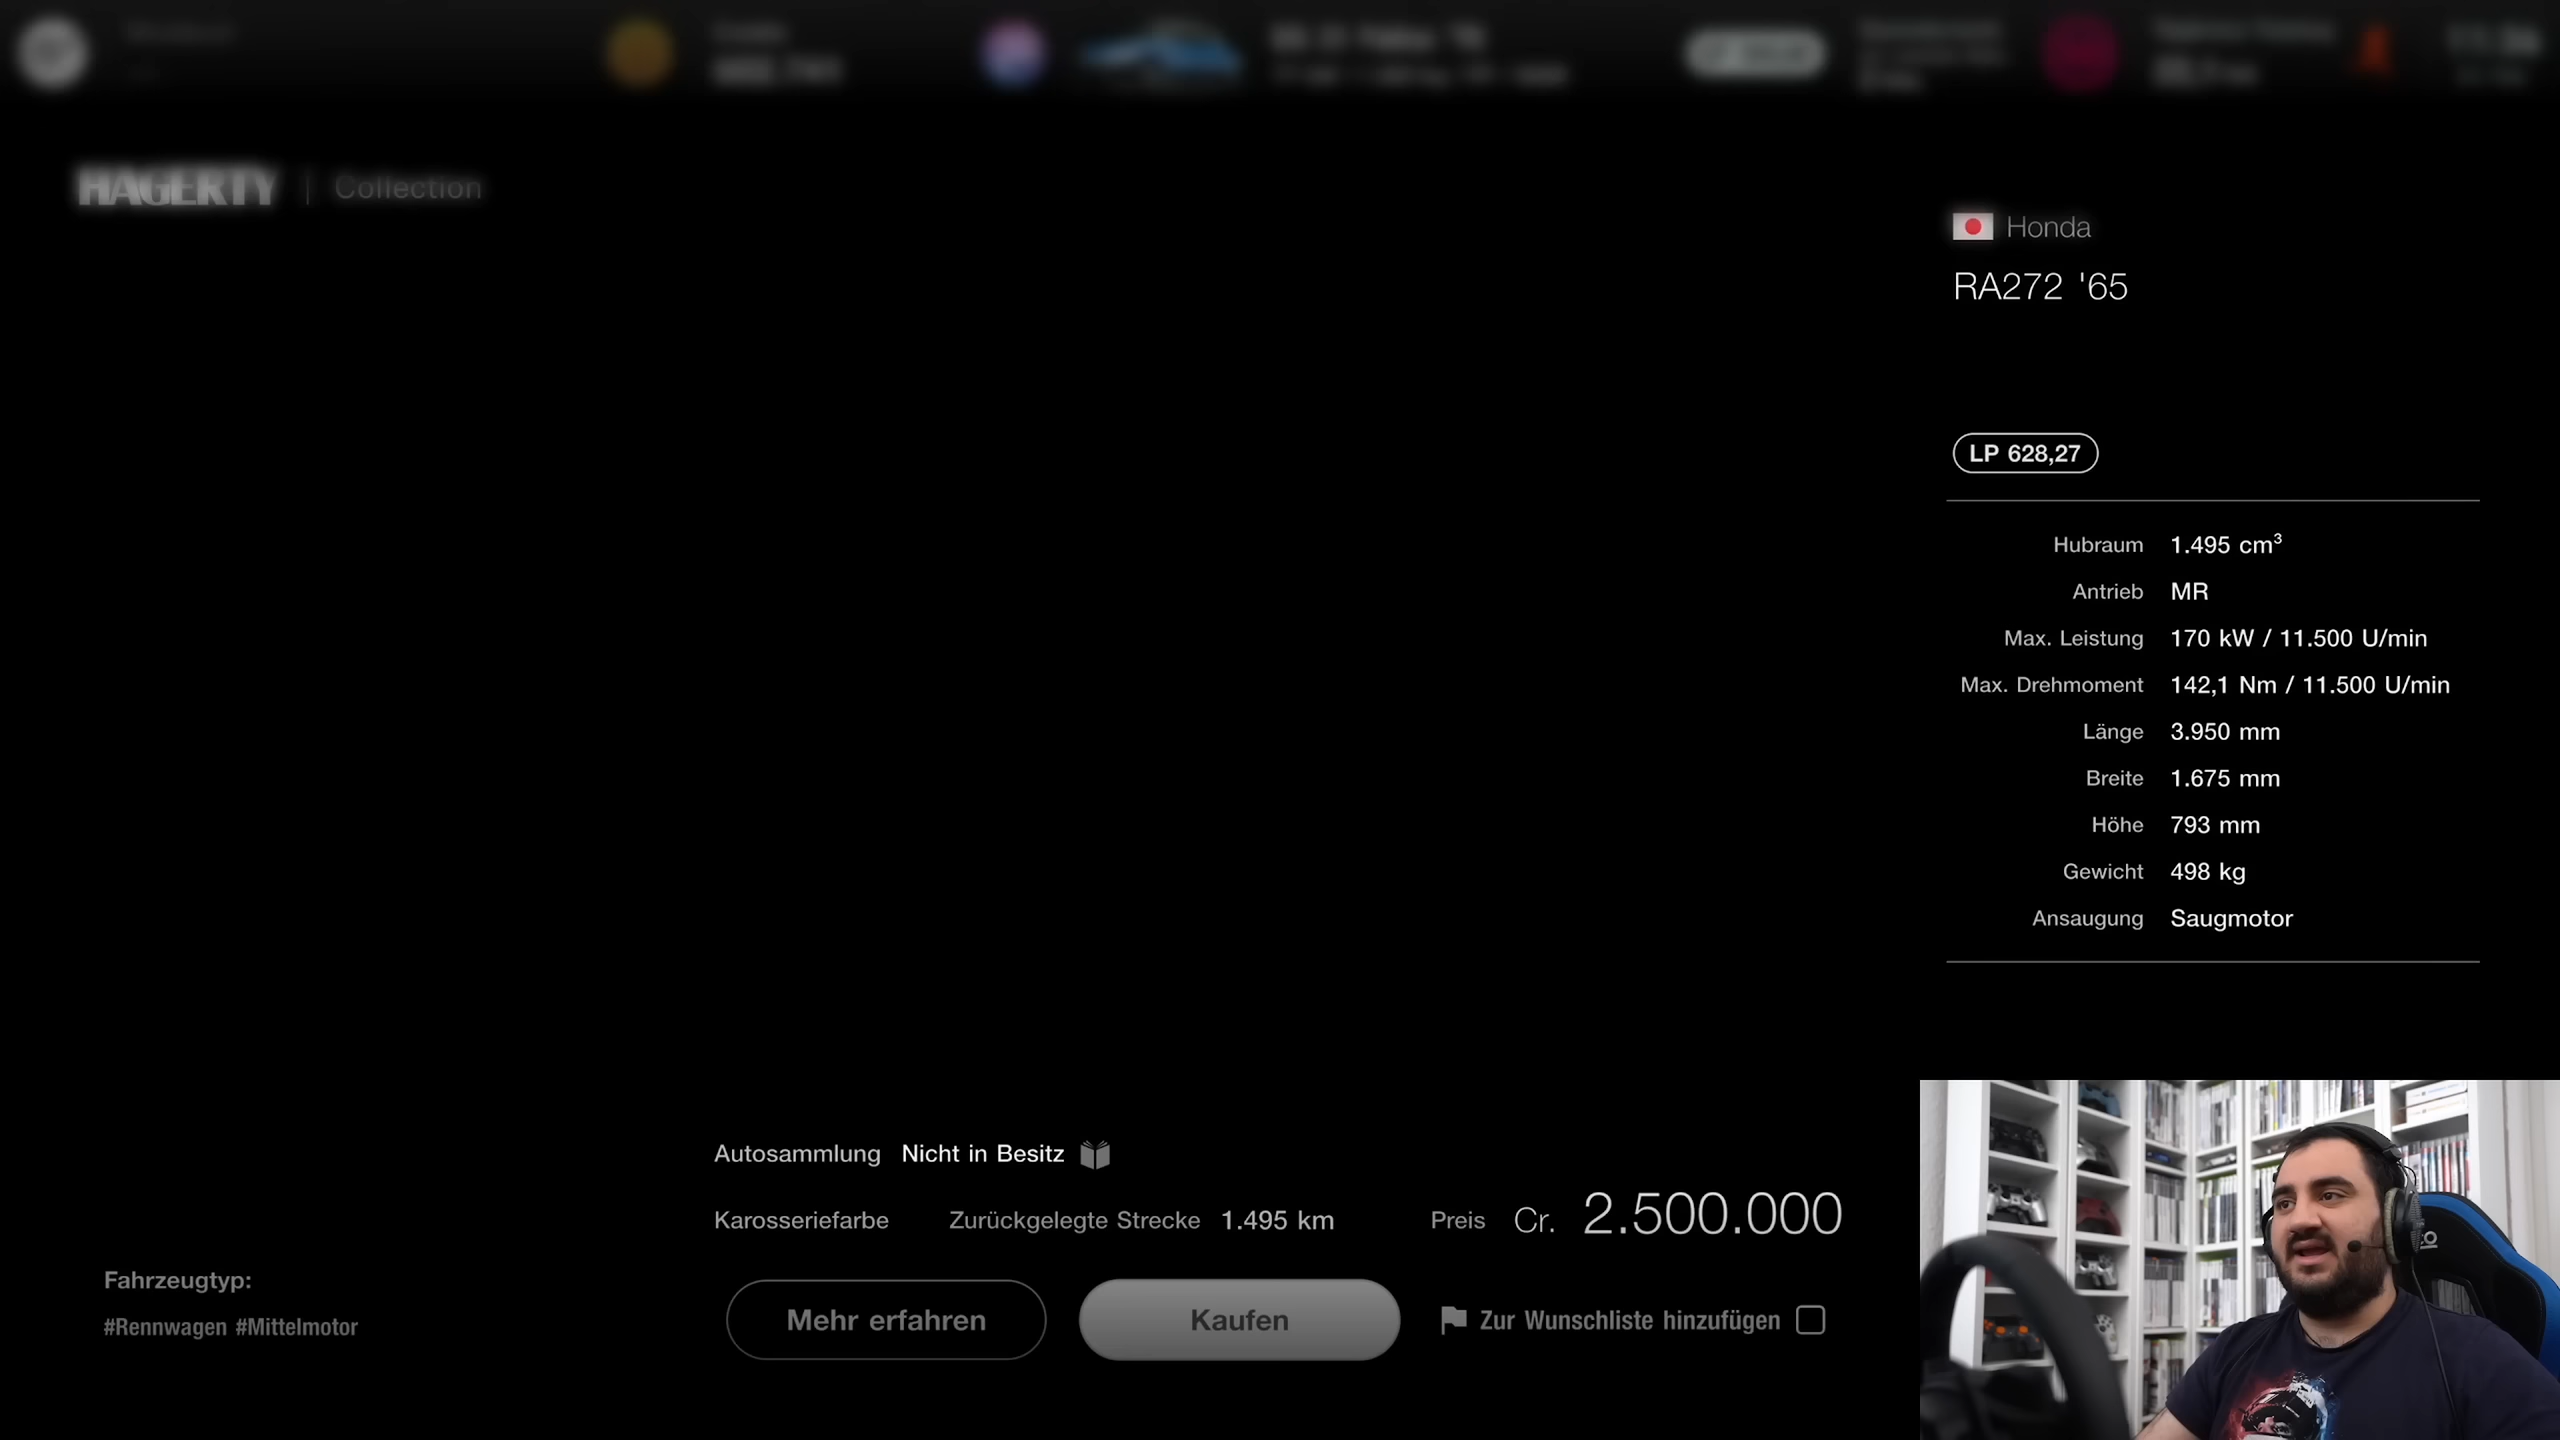 HAGERTY | Collection
Honda
RA272 '65
LP 628,27
Hubraum 1.495 cm³
Antrieb MR
Max. Leistung 170 kW / 11.500 U/min
Max. Drehmoment 142,1 Nm / 11.500 U/min
Länge 3.950 mm
Breite 1.675 mm
Höhe 793 mm
Gewicht 498 kg
Ansaugung Saugmotor
Autosammlung Nicht in Besitz
Karosseriefarbe Zurückgelegte Strecke 1.495 km Preis Cr. 2.500.000
Fahrzeugtyp:
#Rennwagen #Mittelmotor
Mehr erfahren Kaufen Zur Wunschliste hinzufügen